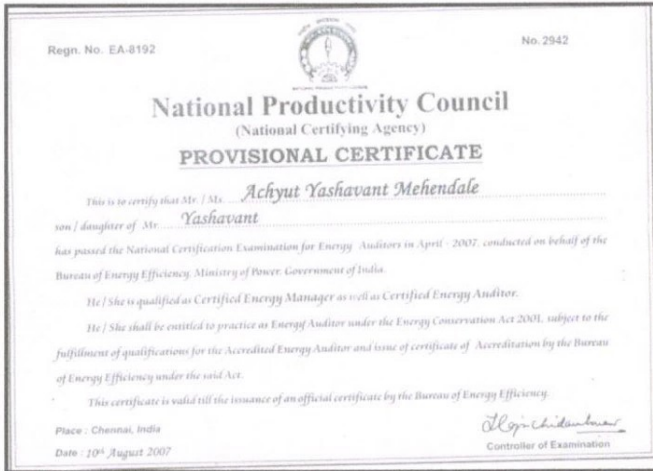 Regn. No. EA-8192
No. 2942
NATIONAL PRODUCTIVITY COUNCIL
National Productivity Council
(National Certifying Agency)
PROVISIONAL CERTIFICATE
This is to certify that Mr. / Ms. Achyut Yashavant Mehendale
son / daughter of Mr. Yashavant
has passed the National Certification Examination for Energy Auditors in April - 2007, conducted on behalf of the
Bureau of Energy Efficiency, Ministry of Power, Government of India.
He / She is qualified as Certified Energy Manager as well as Certified Energy Auditor.
He / She shall be entitled to practice as Energy Auditor under the Energy Conservation Act 2001, subject to the
fulfillment of qualifications for the Accredited Energy Auditor and issue of certificate of Accreditation by the Bureau
of Energy Efficiency under the said Act.
This certificate is valid till the issuance of an official certificate by the Bureau of Energy Efficiency.
Place : Chennai, India
Controller of Examination
Date : 10th August 2007